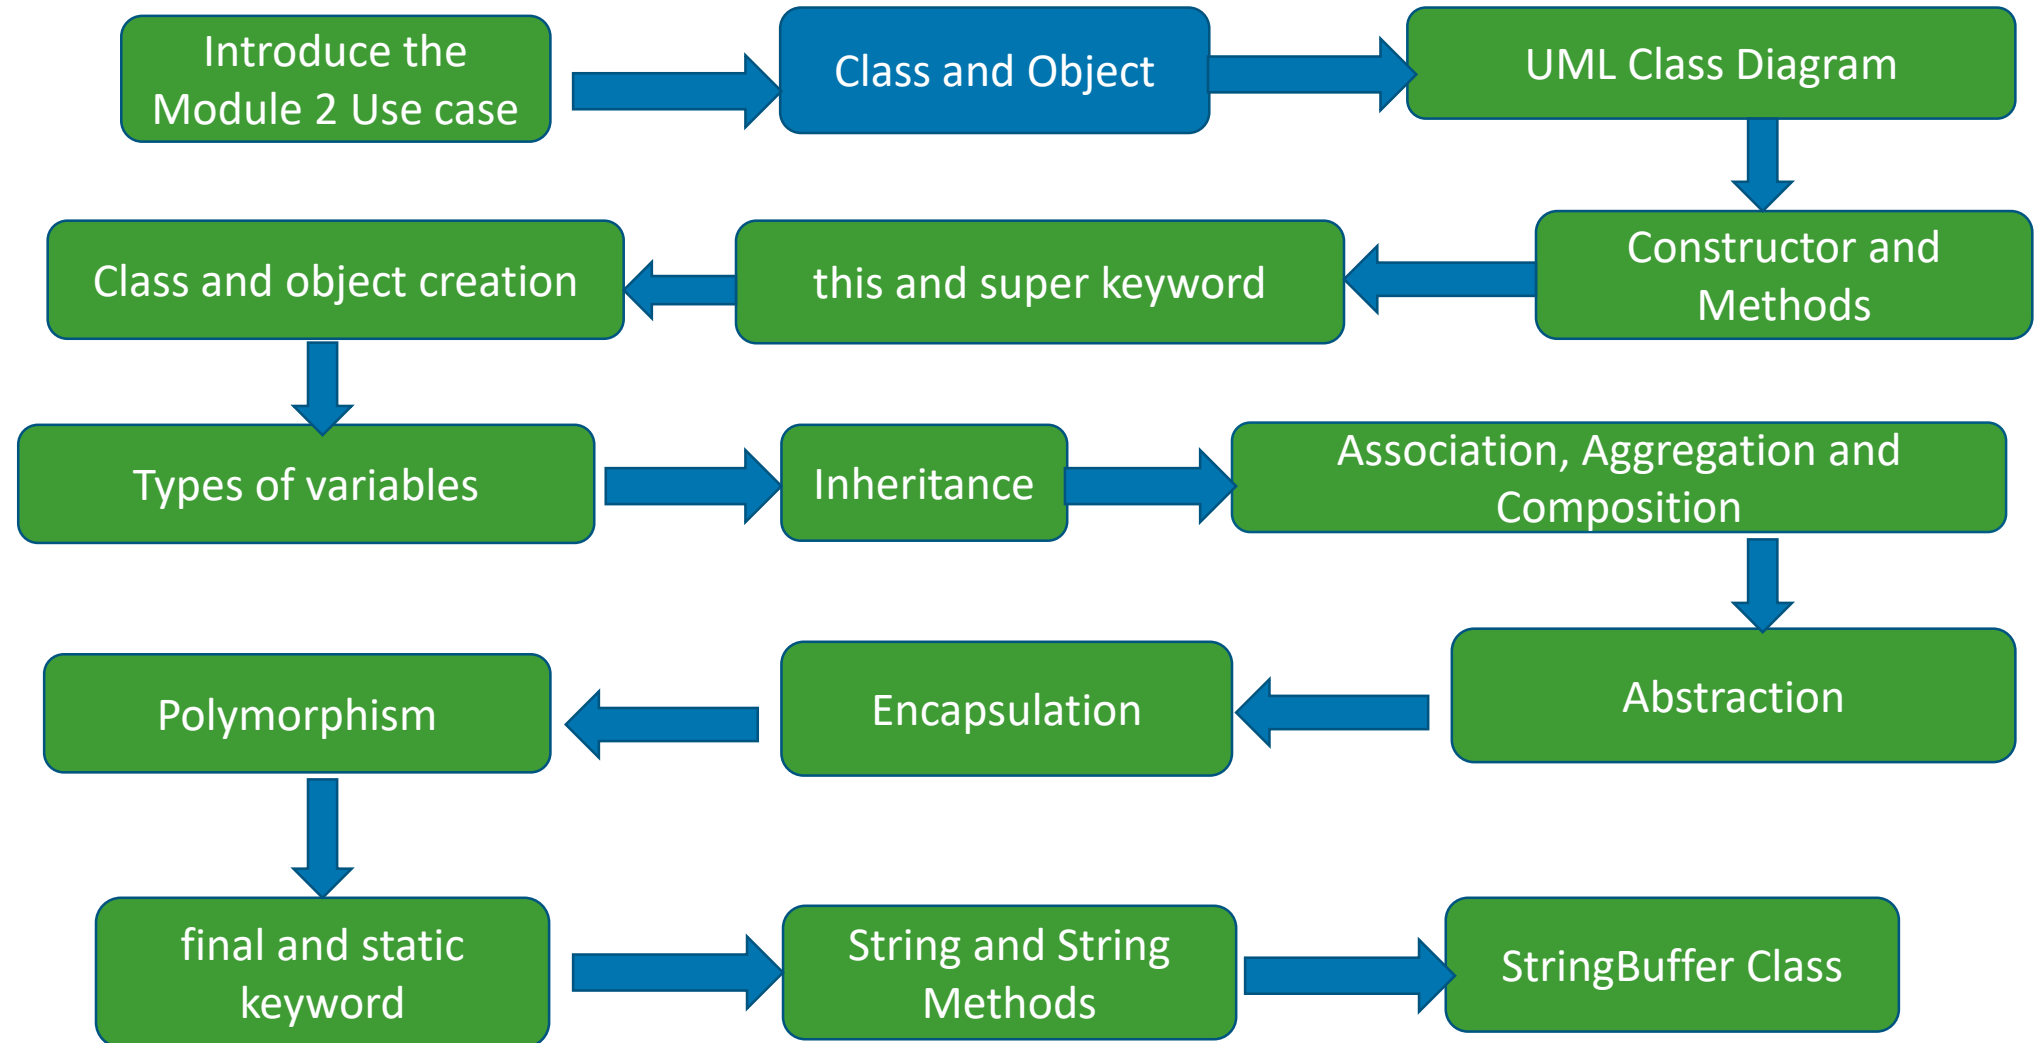 Introduce the
Module 2 Use case
Class and Object
UML Class Diagram
Constructor and
Methods
this and super keyword
Class and object creation
Types of variables
Inheritance
Association, Aggregation and
Composition
Abstraction
Encapsulation
Polymorphism
final and static
keyword
String and String
Methods
StringBuffer Class